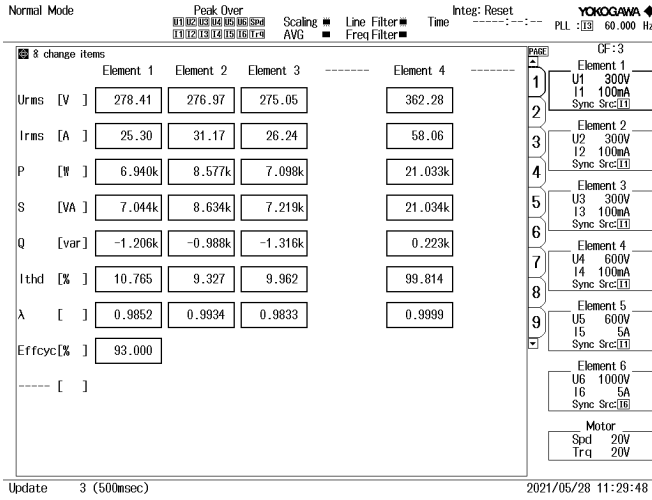 Normal Mode
Peak Over
U1 U2 U3 U4 U5 U6 Spd
I1 I2 I3 I4 I5 I6 Trq
Scaling
AVG
Line Filter
Freq Filter
Integ: Reset
Time -----:--:--
YOKOGAWA
PLL :I3 60.000 Hz
8 change items
PAGE
CF:3
Element 1 Element 2 Element 3 ------- Element 4 -------
Urms [V ] 278.41 276.97 275.05 362.28
Irms [A ] 25.30 31.17 26.24 58.06
P [W ] 6.940k 8.577k 7.098k 21.033k
S [VA ] 7.044k 8.634k 7.219k 21.034k
Q [var] -1.206k -0.988k -1.316k 0.223k
Ithd [% ] 10.765 9.327 9.962 99.814
λ [ ] 0.9852 0.9934 0.9833 0.9999
Effcyc[% ] 93.000
----- [ ]
1
2
3
4
5
6
7
8
9
Element 1
U1 300V
I1 100mA
Sync Src:I1
Element 2
U2 300V
I2 100mA
Sync Src:I1
Element 3
U3 300V
I3 100mA
Sync Src:I1
Element 4
U4 600V
I4 100mA
Sync Src:I1
Element 5
U5 600V
I5 5A
Sync Src:I1
Element 6
U6 1000V
I6 5A
Sync Src:I6
Motor
Spd 20V
Trq 20V
Update 3 (500msec)
2021/05/28 11:29:48